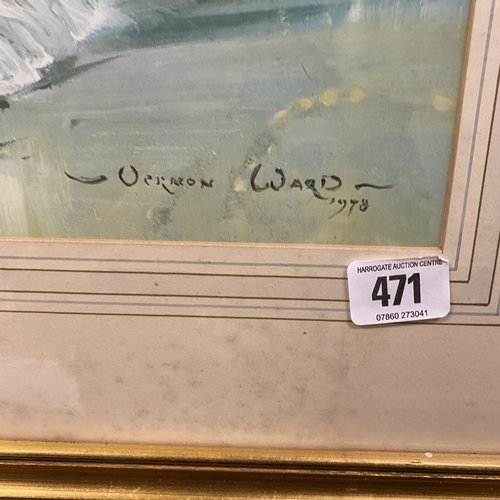 Vernon Ward
1978
HARROGATE AUCTION CENTRE
471
07860 273041